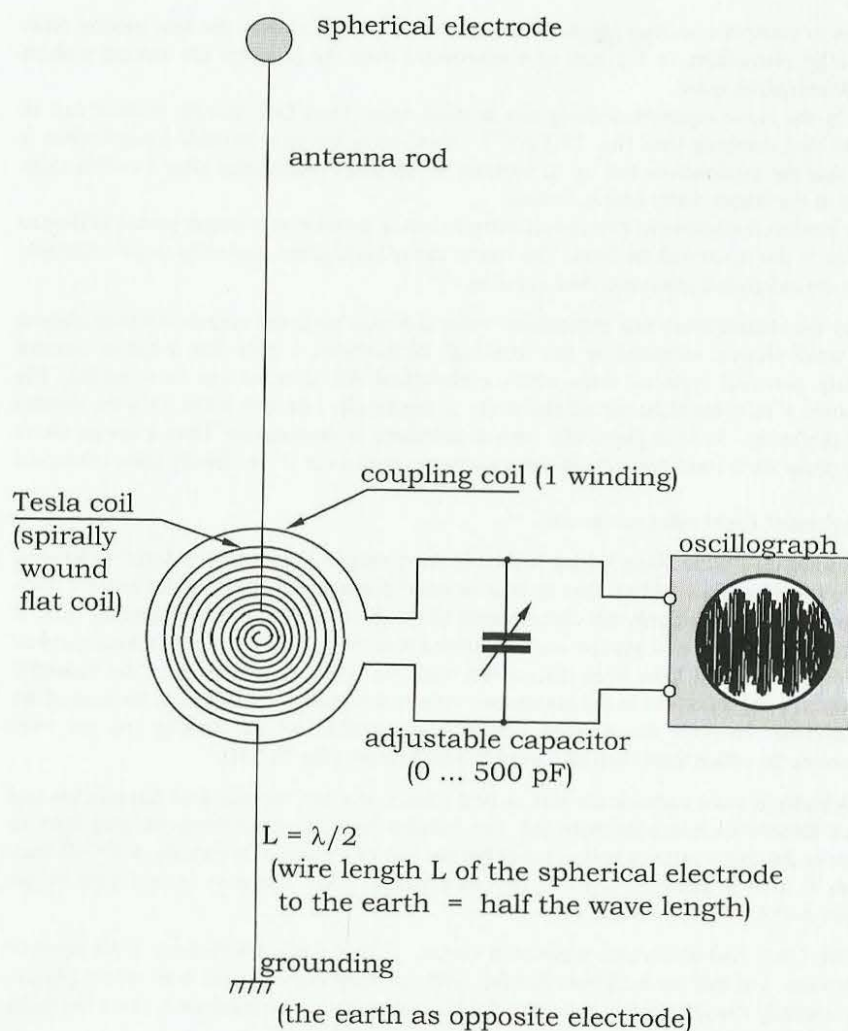 spherical electrode
antenna rod
coupling coil (1 winding)
Tesla coil
(spirally
wound
flat coil)
oscillograph
adjustable capacitor
(0 ... 500 pF)
L = λ/2
(wire length L of the spherical electrode
to the earth = half the wave length)
grounding
(the earth as opposite electrode)